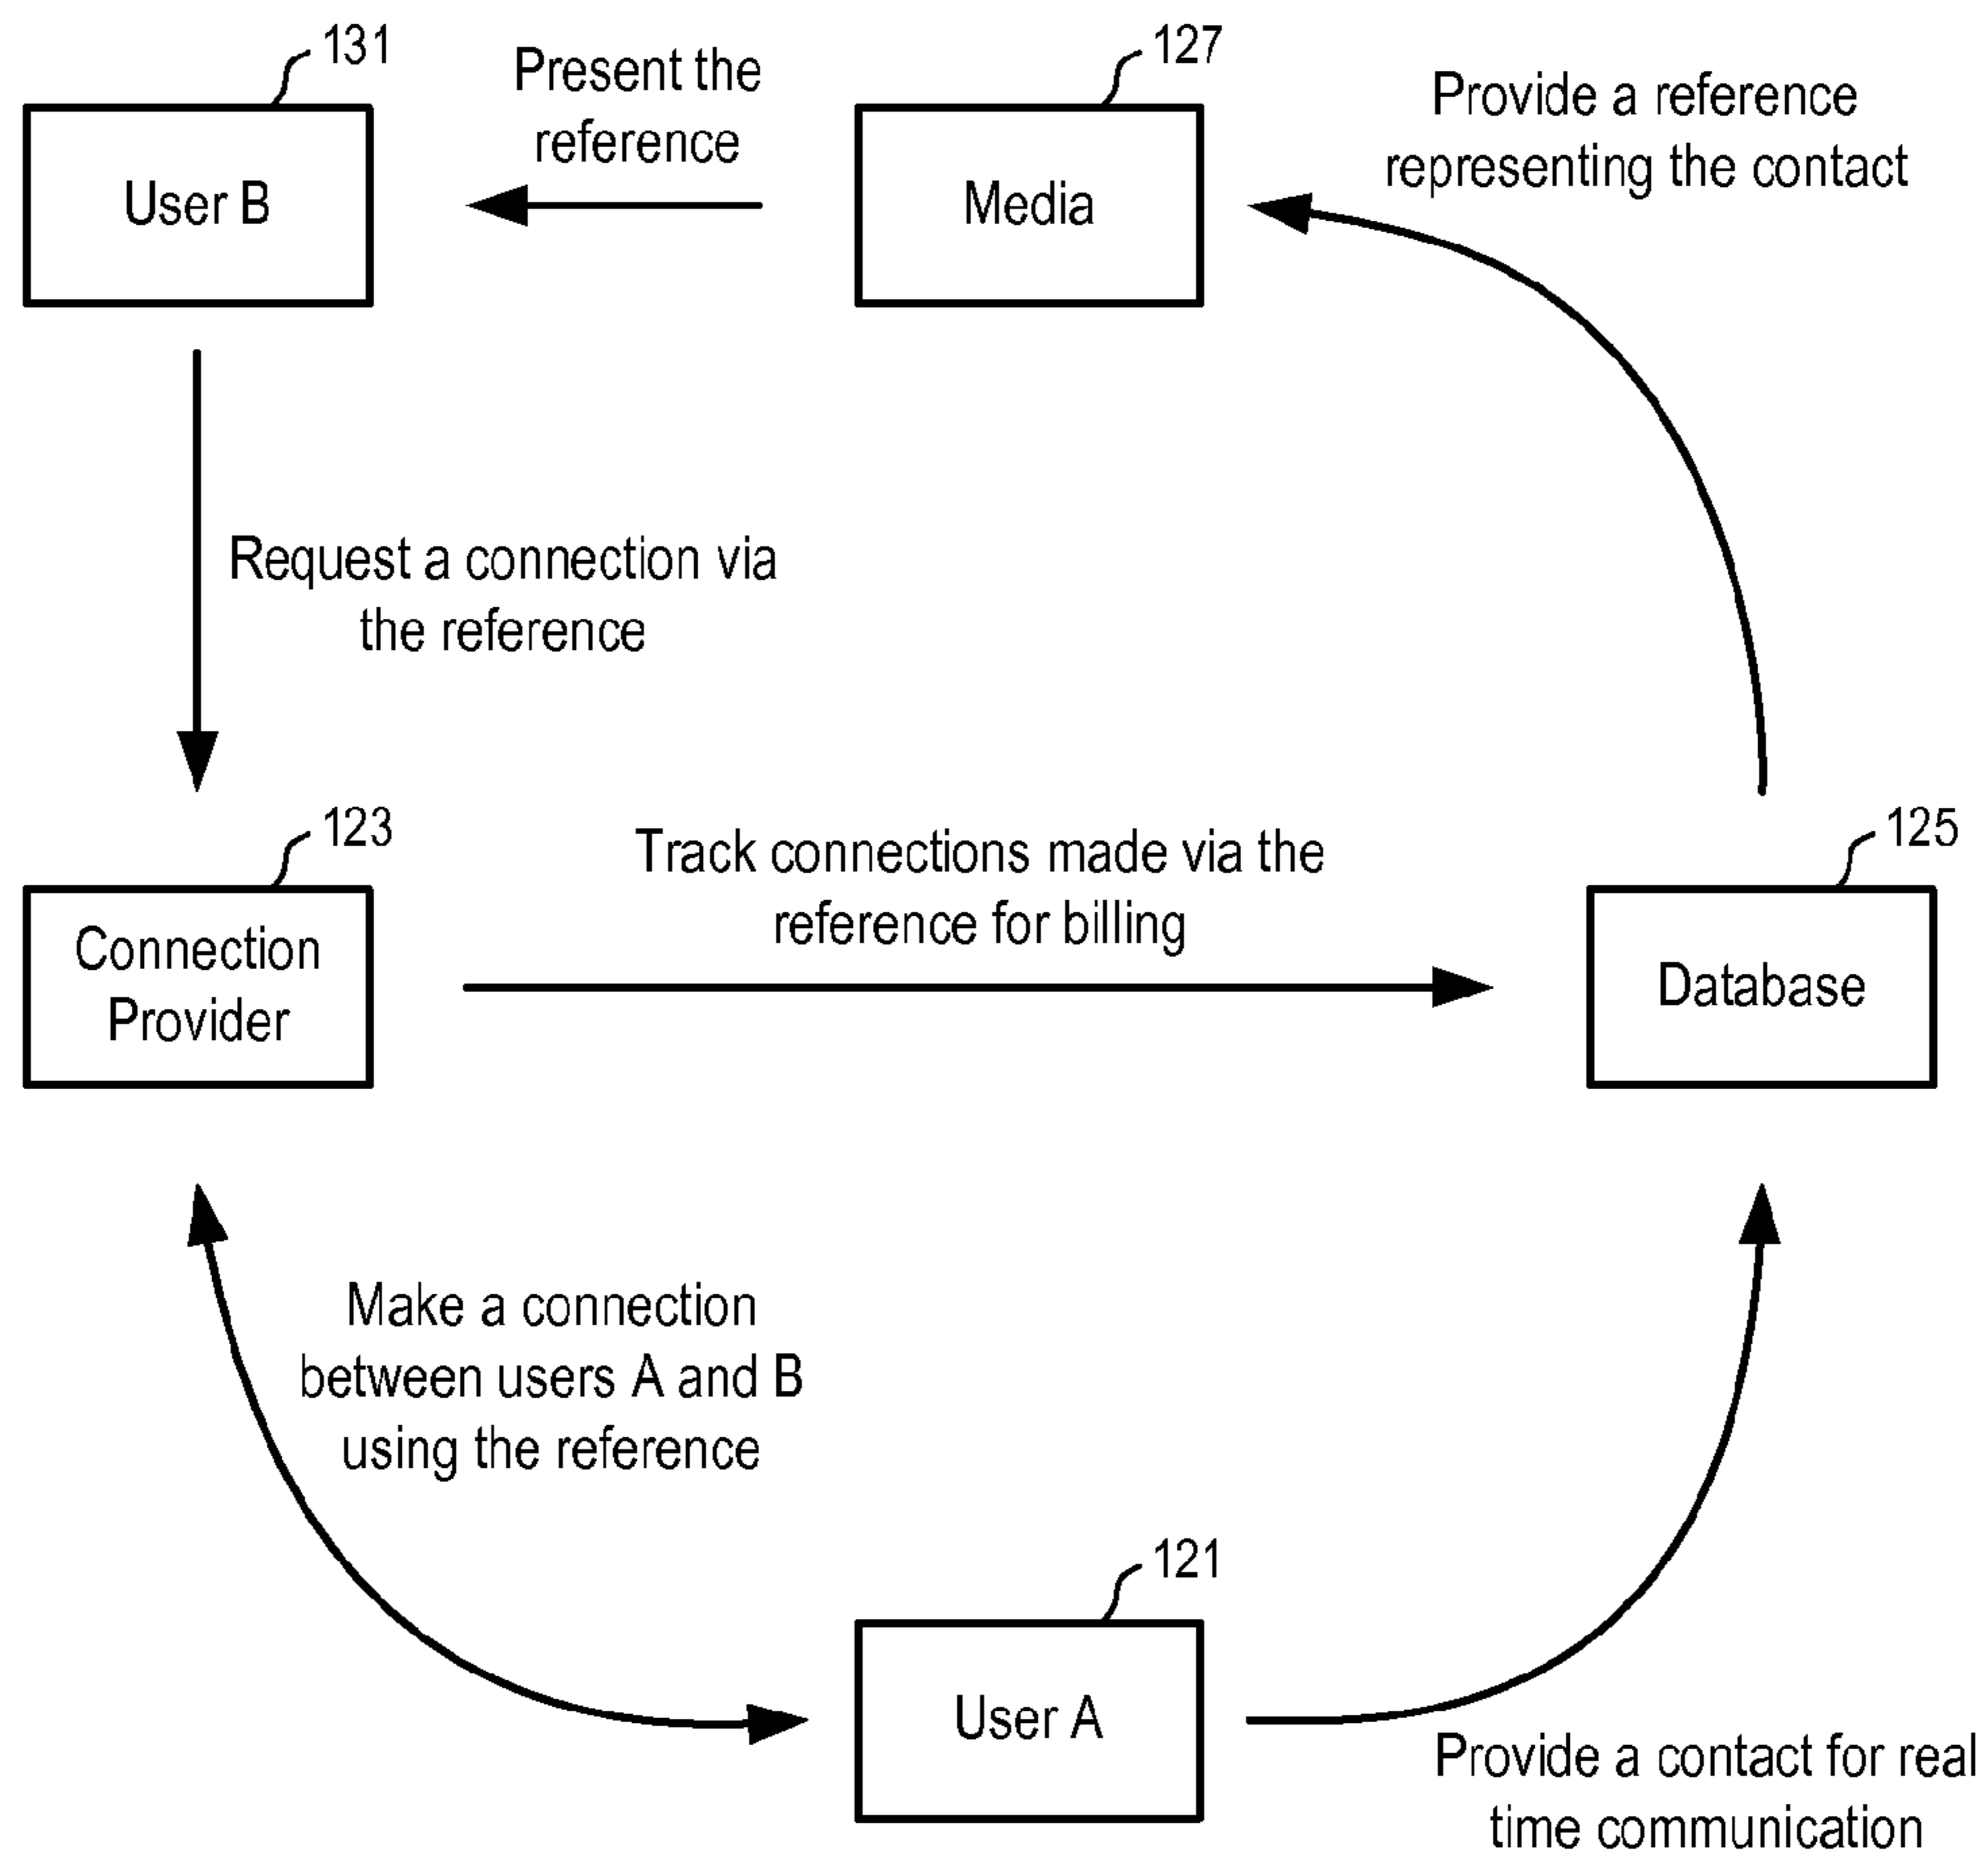 131
Present the
reference
127
Provide a reference
representing the contact
User B
Media
Request a connection via
the reference
123
Track connections made via the
reference for billing
125
Connection
Provider
Database
Make a connection
between users A and B
using the reference
121
User A
Provide a contact for real
time communication